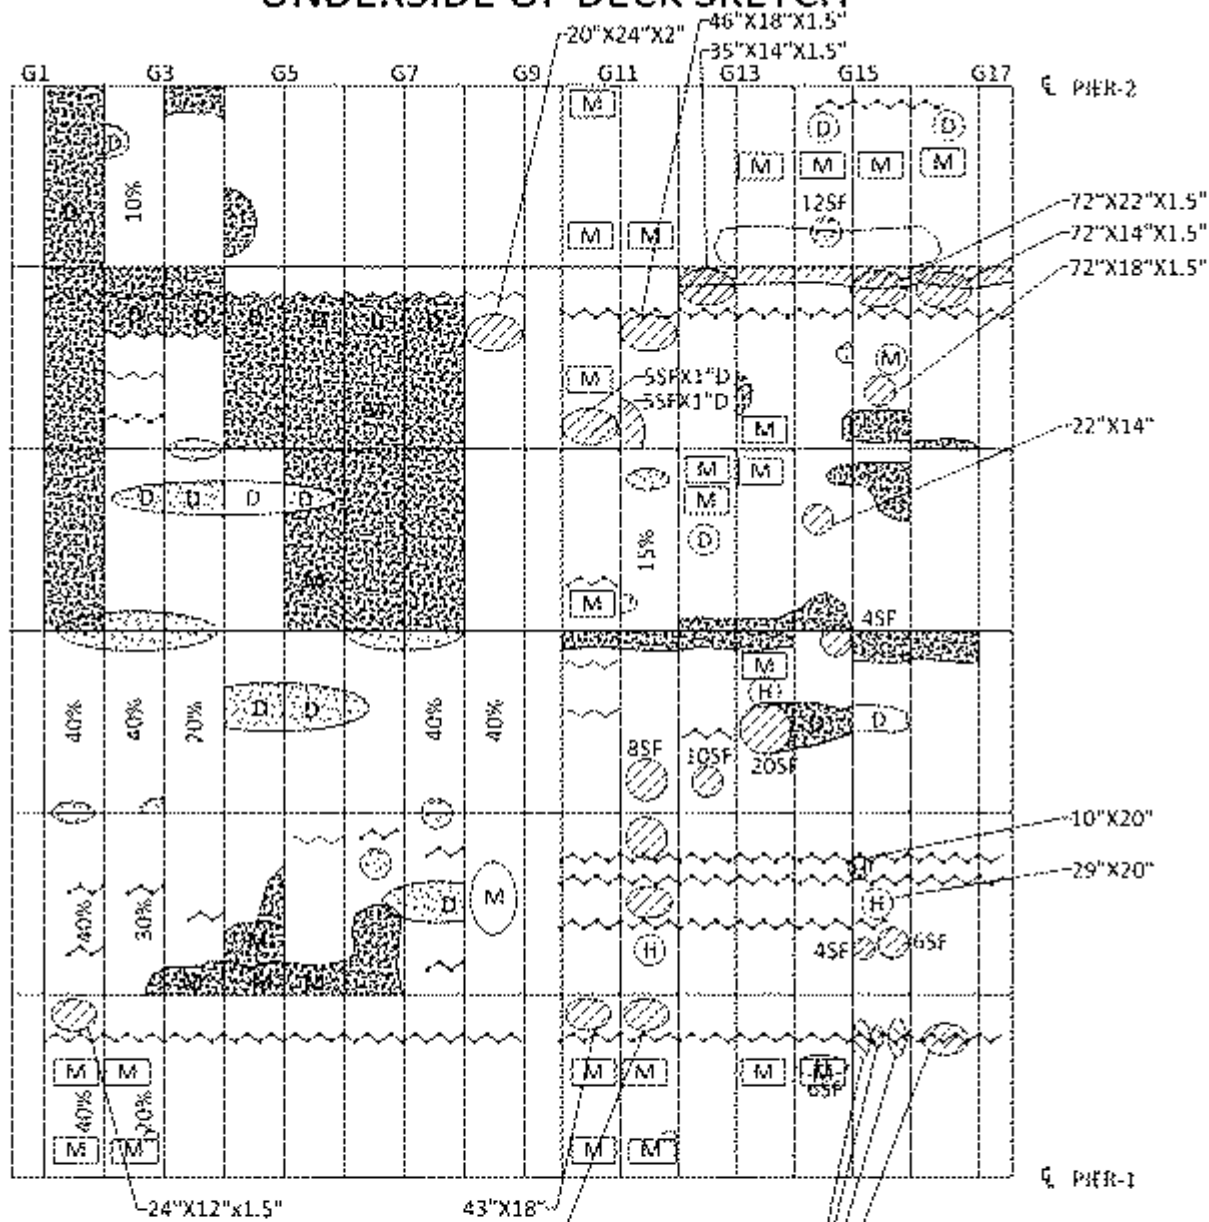 UNDERSIDE OF DECK SKETCH
46"X18"X1.5"
20"X24"X2"
35"X14"X1.5"
G1 G3 G5 G7 G9 G11 G13 G15 G17
℄ PIER-2
M
D D D
M M M M
10%
D
12SF
72"X22"X1.5"
M M
72"X14"X1.5"
72"X18"X1.5"
D D D D D D
M
M 5SFX1"D
M 5SFX1"D
M
22"X14"
M M
D D D D M
15%
D
M
M
4SF
M
H
40% 40% 20% D D 40% 40%
D D
8SF 10SF 20SF
10"X20"
29"X20"
M
D
H
40% 30%
M
H 4SF 6SF
M M M
M M M M M M
6SF
40% 20%
M M M M
℄ PIER-1
24"X12"x1.5"
43"X18"